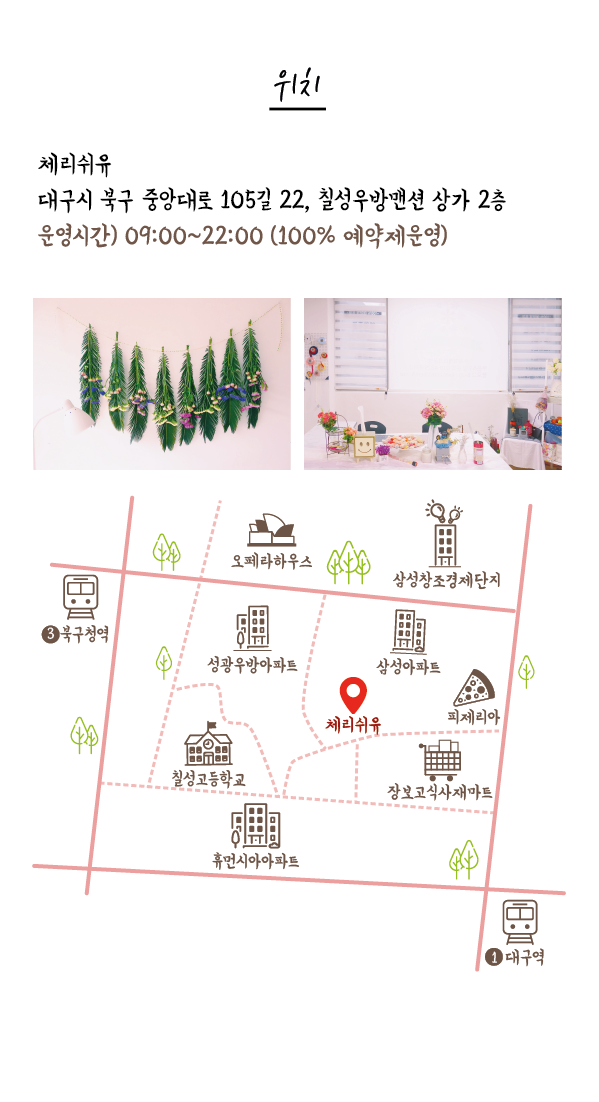 위치
체리쉬유
대구시 북구 중앙대로 105길 22, 칠성우방맨션 상가 2층
운영시간) 09:00~22:00 (100% 예약제운영)
오페라하우스
삼성창조경제단지
3 북구청역
성광우방아파트
삼성아파트
체리쉬유
피제리아
칠성고등학교
장보고식사재마트
휴먼시아아파트
1 대구역